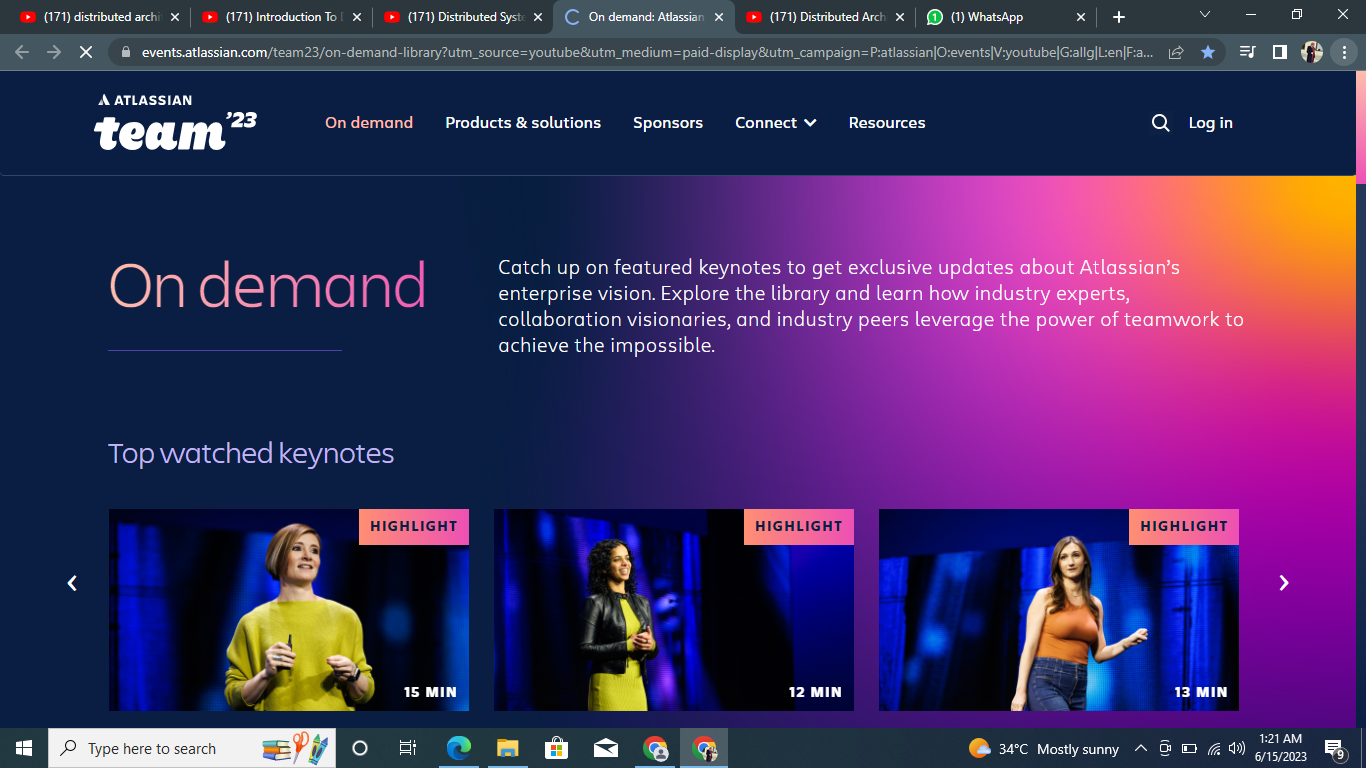 (171) distributed archi
(171) Introduction To D
(171) Distributed Syste
On demand: Atlassian
(171) Distributed Arch
1
(1) WhatsApp
events.atlassian.com/team23/on-demand-library?utm_source=youtube&utm_medium=paid-display&utm_campaign=P:atlassian|O:events|V:youtube|G:allg|L:en|F:a...
ATLASSIAN
team '23
On demand
Products & solutions
Sponsors
Connect
Resources
Log in
On demand
Catch up on featured keynotes to get exclusive updates about Atlassian's
enterprise vision. Explore the library and learn how industry experts,
collaboration visionaries, and industry peers leverage the power of teamwork to
achieve the impossible.
Top watched keynotes
HIGHLIGHT
HIGHLIGHT
HIGHLIGHT
15 MIN
12 MIN
13 MIN
Type here to search
34°C Mostly sunny
1:21 AM
6/15/2023
9